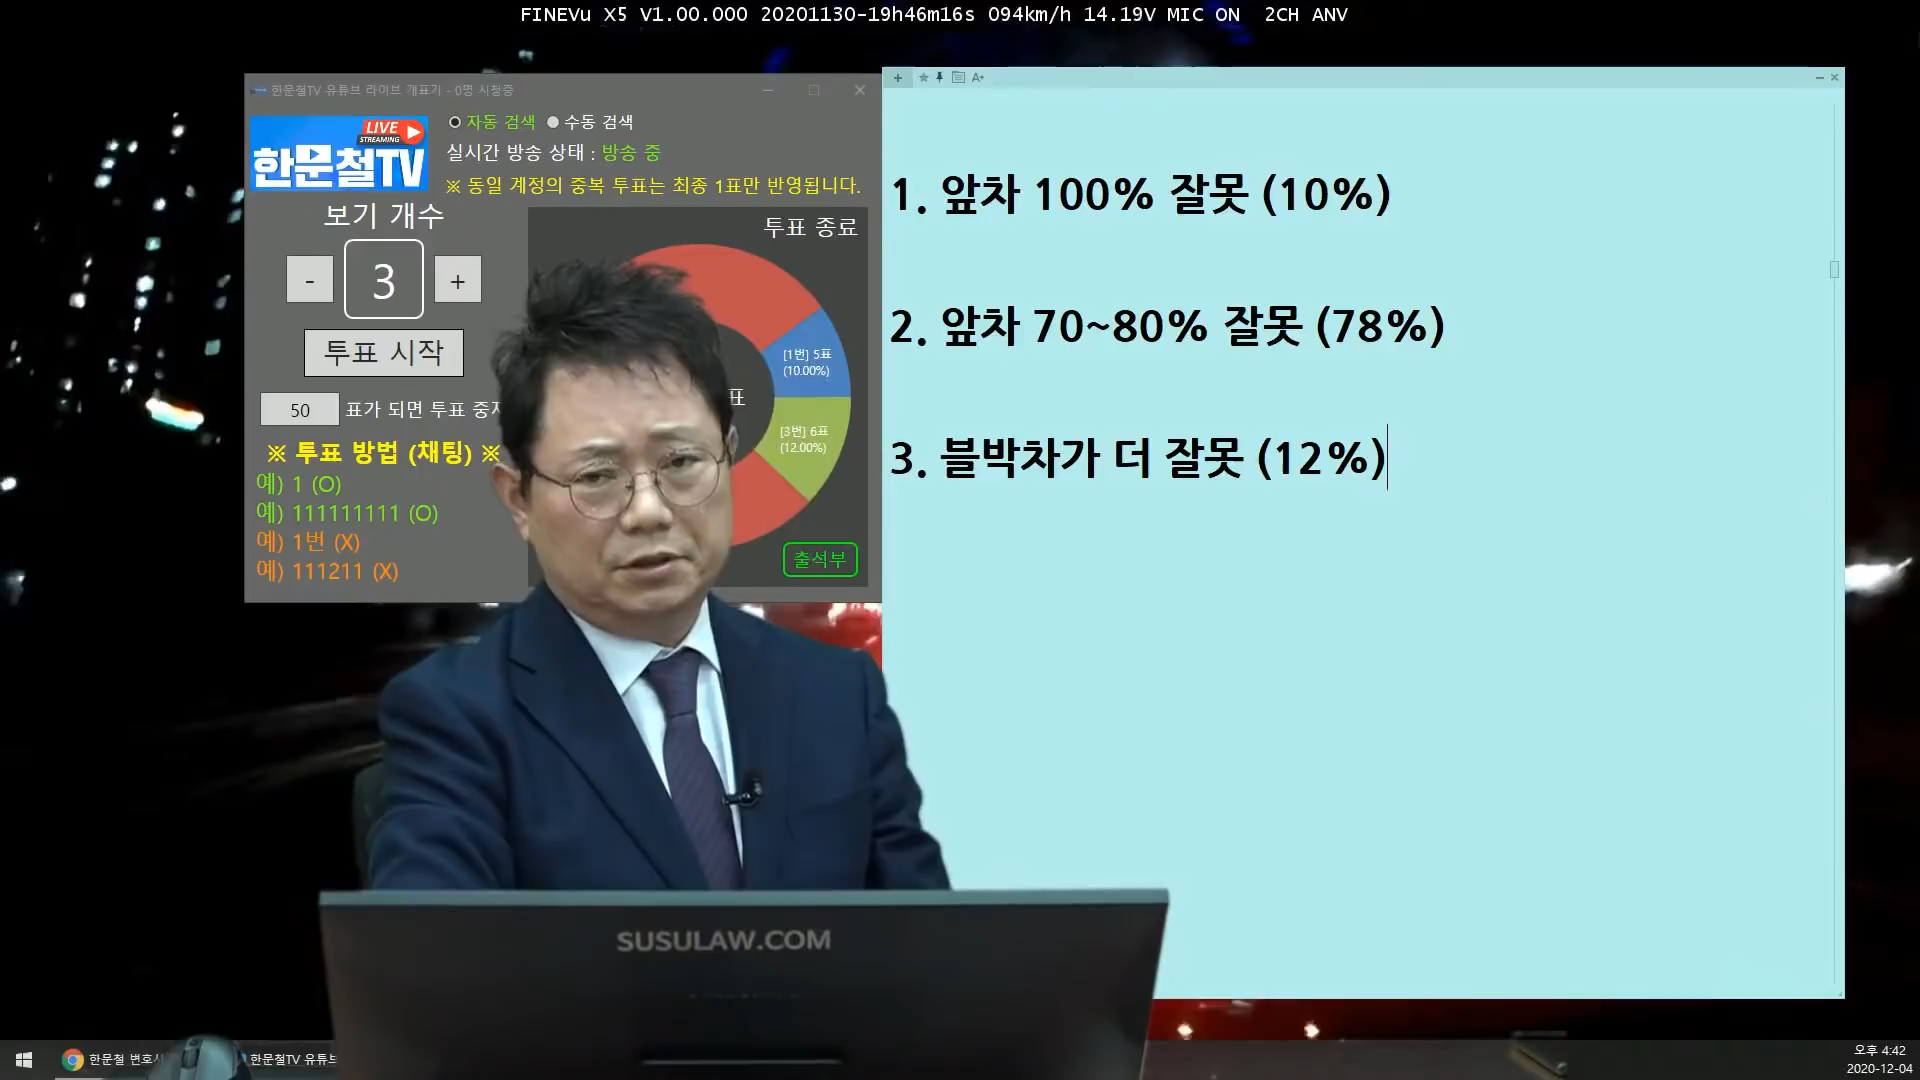 FINEVu X5 V1.00.000 20201130-19h46m16s 094km/h 14.19V MIC ON 2CH ANV
한문철TV 유튜브 라이브 개표기 - 0명 시청중
LIVE
STREAMING
한문철TV
자동 검색 수동 검색
실시간 방송 상태 : 방송 중
※ 동일 계정의 중복 투표는 최종 1표만 반영됩니다.
보기 개수
- 3 +
투표 시작
50 표가 되면 투표 중지
※ 투표 방법 (채팅) ※
예) 1 (O)
예) 111111111 (O)
예) 1번 (X)
예) 111211 (X)
투표 종료
[1번] 5표
(10.00%)
표
[3번] 6표
(12.00%)
출석부
1. 앞차 100% 잘못 (10%)
2. 앞차 70~80% 잘못 (78%)
3. 블박차가 더 잘못 (12%)
SUSULAW.COM
한문철 변호사
한문철TV 유튜브
오후 4:42
2020-12-04